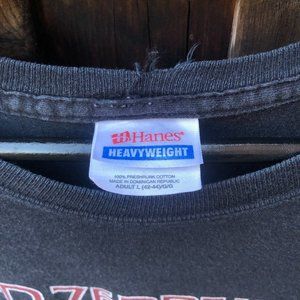 Hanes®
HEAVYWEIGHT
100% PRESHRUNK COTTON
MADE IN DOMINICAN REPUBLIC
ADULT L (42-44)/G/G